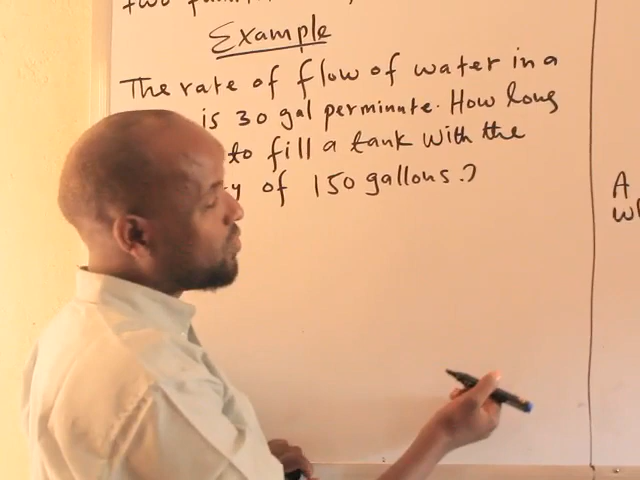 Example
The rate of flow of water in a
is 30 gal perminute. How long
to fill a tank with the
y of 150 gallons.?
A